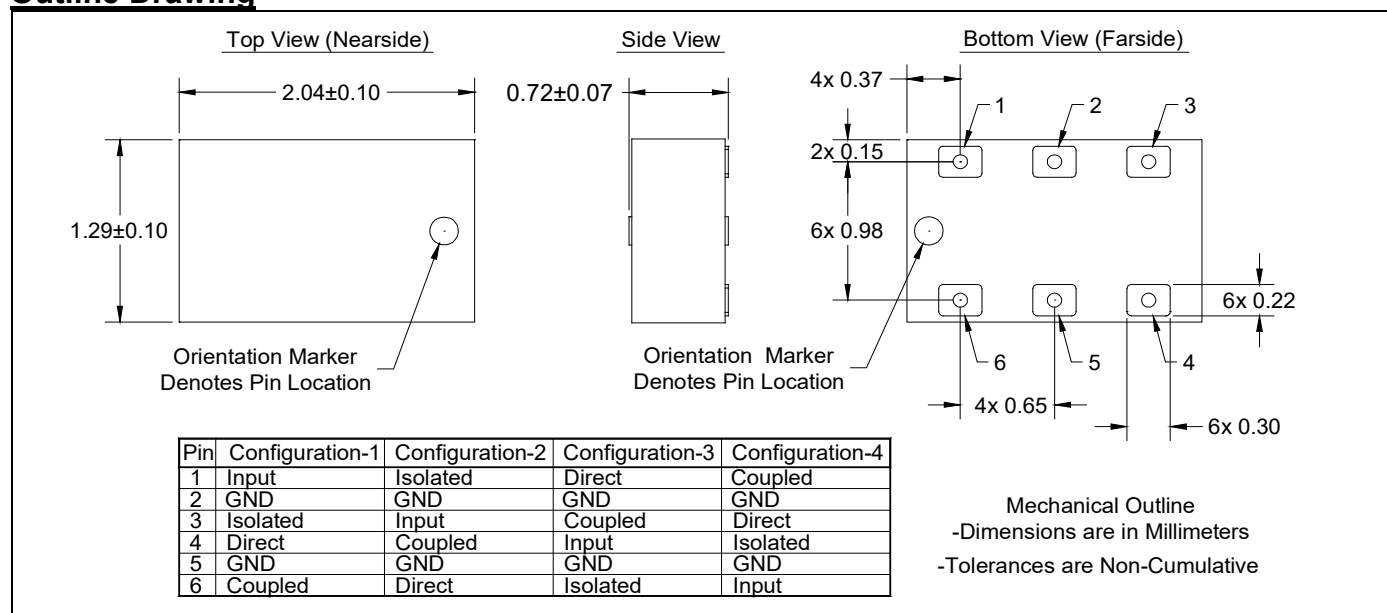 Outline Drawing
Top View (Nearside)
Side View
Bottom View (Farside)
2.04±0.10
0.72±0.07
4x 0.37
1
2
3
2x 0.15
1.29±0.10
6x 0.98
6x 0.22
Orientation Marker
Denotes Pin Location
Orientation Marker
Denotes Pin Location
6
5
4
4x 0.65
6x 0.30
Pin Configuration-1 Configuration-2 Configuration-3 Configuration-4
1 Input Isolated Direct Coupled
2 GND GND GND GND
3 Isolated Input Coupled Direct
4 Direct Coupled Input Isolated
5 GND GND GND GND
6 Coupled Direct Isolated Input
Mechanical Outline
-Dimensions are in Millimeters
-Tolerances are Non-Cumulative